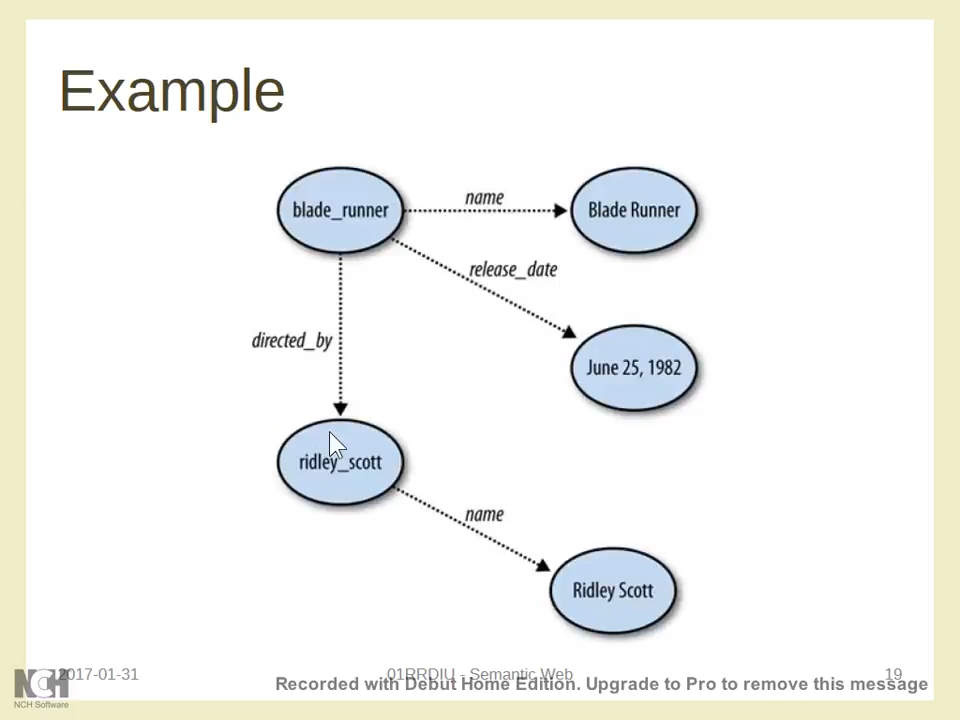 Example
blade_runner
name
Blade Runner
release_date
directed_by
June 25, 1982
ridley_scott
name
Ridley Scott
2017-01-31
01RRDIU - Semantic Web
19
Recorded with Debut Home Edition. Upgrade to Pro to remove this message
NCH
NCH Software